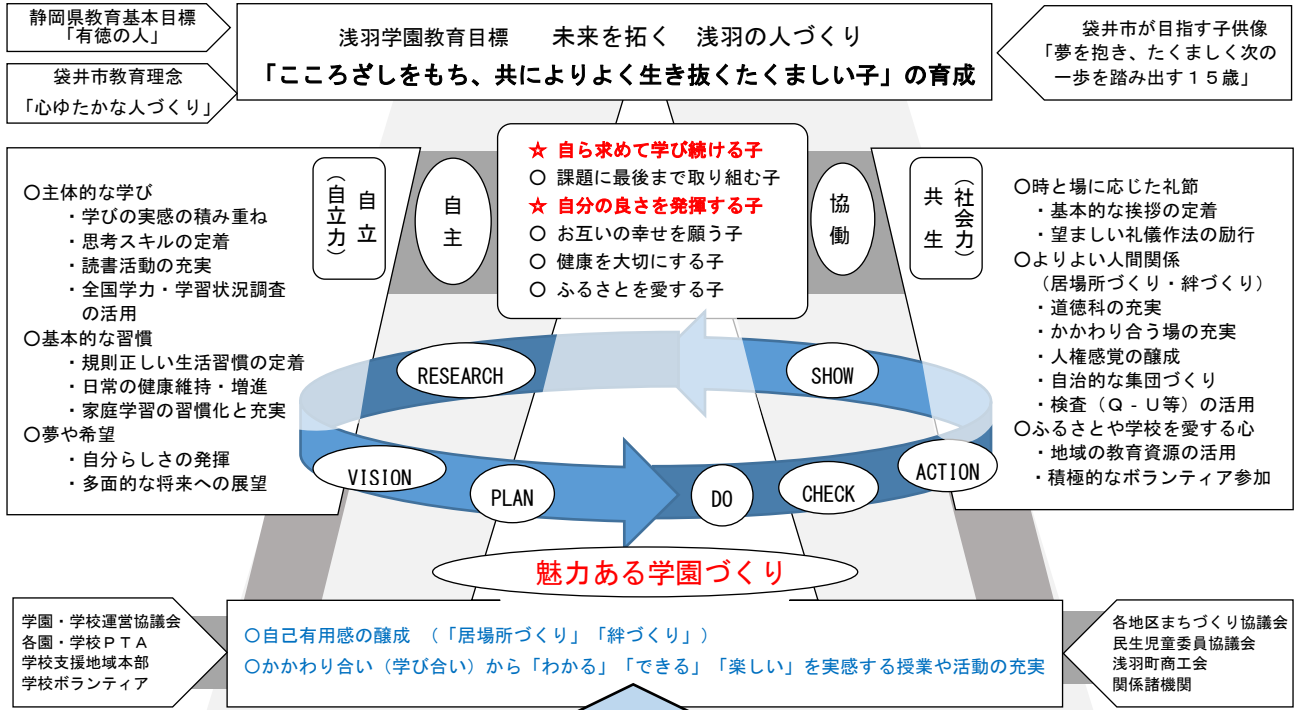 静岡県教育基本目標
「有徳の人」
袋井市教育理念
「心ゆたかな人づくり」
浅羽学園教育目標　未来を拓く　浅羽の人づくり
「こころざしをもち、共によりよく生き抜くたくましい子」の育成
袋井市が目指す子供像
「夢を抱き、たくましく次の
一歩を踏み出す１５歳」
〇主体的な学び
・学びの実感の積み重ね
・思考スキルの定着
・読書活動の充実
・全国学力・学習状況調査
の活用
〇基本的な習慣
・規則正しい生活習慣の定着
・日常の健康維持・増進
・家庭学習の習慣化と充実
〇夢や希望
・自分らしさの発揮
・多面的な将来への展望
自立
（自立力）
自主
☆ 自ら求めて学び続ける子
〇 課題に最後まで取り組む子
☆ 自分の良さを発揮する子
〇 お互いの幸せを願う子
〇 健康を大切にする子
〇 ふるさとを愛する子
協働
（社会力）
共生
〇時と場に応じた礼節
・基本的な挨拶の定着
・望ましい礼儀作法の励行
〇よりよい人間関係
（居場所づくり・絆づくり）
・道徳科の充実
・かかわり合う場の充実
・人権感覚の醸成
・自治的な集団づくり
・検査（Ｑ‐Ｕ等）の活用
〇ふるさとや学校を愛する心
・地域の教育資源の活用
・積極的なボランティア参加
RESEARCH
SHOW
VISION
PLAN
DO
CHECK
ACTION
魅力ある学園づくり
学園・学校運営協議会
各園・学校ＰＴＡ
学校支援地域本部
学校ボランティア
〇自己有用感の醸成　（「居場所づくり」「絆づくり」）
〇かかわり合い（学び合い）から「わかる」「できる」「楽しい」を実感する授業や活動の充実
各地区まちづくり協議会
民生児童委員協議会
浅羽町商工会
関係諸機関